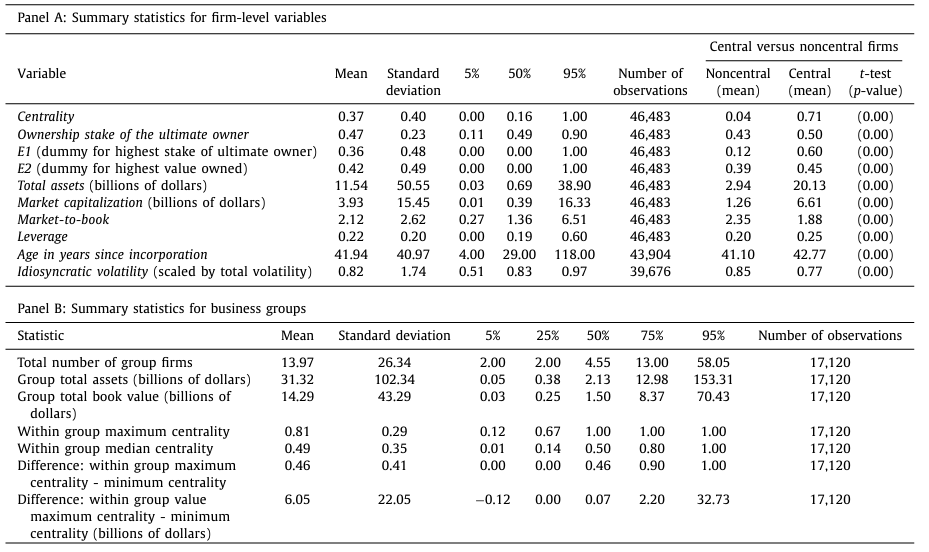 Panel A: Summary statistics for firm-level variables
Central versus noncentral firms
Variable Mean Standard deviation 5% 50% 95% Number of observations Noncentral (mean) Central (mean) t-test (p-value)
Centrality 0.37 0.40 0.00 0.16 1.00 46,483 0.04 0.71 (0.00)
Ownership stake of the ultimate owner 0.47 0.23 0.11 0.49 0.90 46,483 0.43 0.50 (0.00)
E1 (dummy for highest stake of ultimate owner) 0.36 0.48 0.00 0.00 1.00 46,483 0.12 0.60 (0.00)
E2 (dummy for highest value owned) 0.42 0.49 0.00 0.00 1.00 46,483 0.39 0.45 (0.00)
Total assets (billions of dollars) 11.54 50.55 0.03 0.69 38.90 46,483 2.94 20.13 (0.00)
Market capitalization (billions of dollars) 3.93 15.45 0.01 0.39 16.33 46,483 1.26 6.61 (0.00)
Market-to-book 2.12 2.62 0.27 1.36 6.51 46,483 2.35 1.88 (0.00)
Leverage 0.22 0.20 0.00 0.19 0.60 46,483 0.20 0.25 (0.00)
Age in years since incorporation 41.94 40.97 4.00 29.00 118.00 43,904 41.10 42.77 (0.00)
Idiosyncratic volatility (scaled by total volatility) 0.82 1.74 0.51 0.83 0.97 39,676 0.85 0.77 (0.00)
Panel B: Summary statistics for business groups
Statistic Mean Standard deviation 5% 25% 50% 75% 95% Number of observations
Total number of group firms 13.97 26.34 2.00 2.00 4.55 13.00 58.05 17,120
Group total assets (billions of dollars) 31.32 102.34 0.05 0.38 2.13 12.98 153.31 17,120
Group total book value (billions of 14.29 43.29 0.03 0.25 1.50 8.37 70.43 17,120
dollars)
Within group maximum centrality 0.81 0.29 0.12 0.67 1.00 1.00 1.00 17,120
Within group median centrality 0.49 0.35 0.01 0.14 0.50 0.80 1.00 17,120
Difference: within group maximum 0.46 0.41 0.00 0.00 0.46 0.90 1.00 17,120
centrality - minimum centrality
Difference: within group value 6.05 22.05 −0.12 0.00 0.07 2.20 32.73 17,120
maximum centrality - minimum
centrality (billions of dollars)